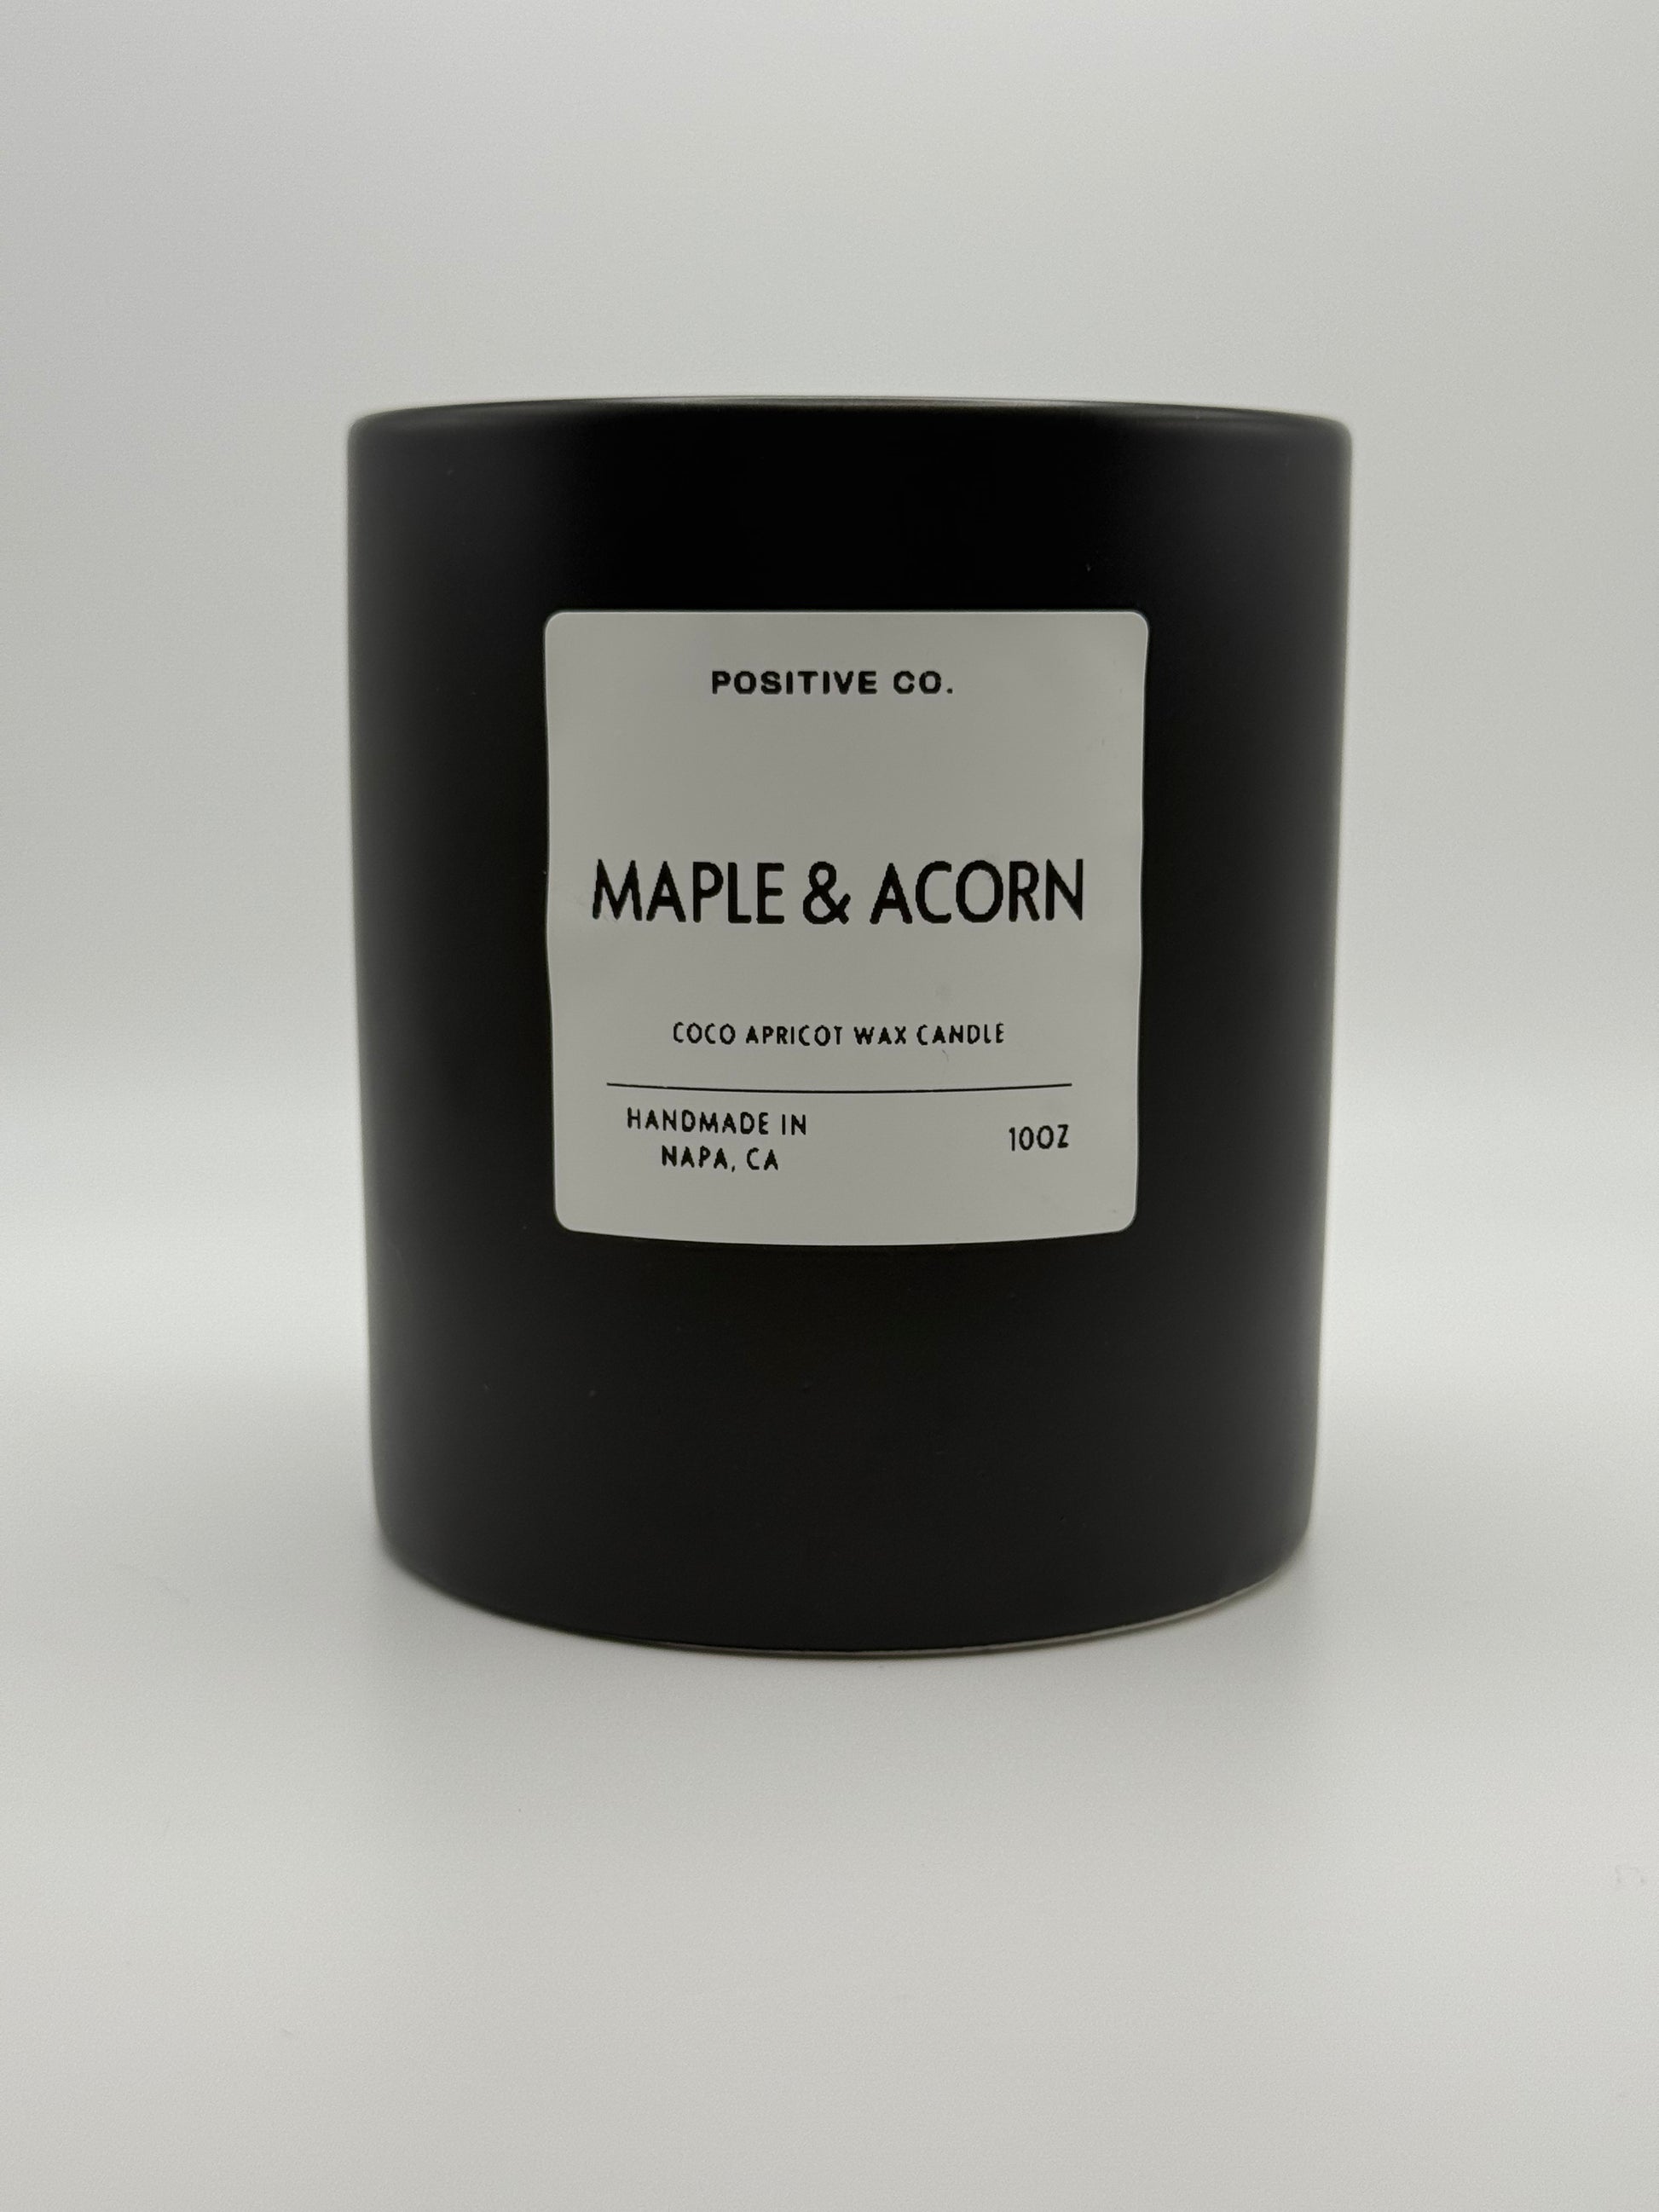 POSITIVE CO.
MAPLE & ACORN
COCO APRICOT WAX CANDLE
HANDMADE IN
NAPA, CA
10OZ